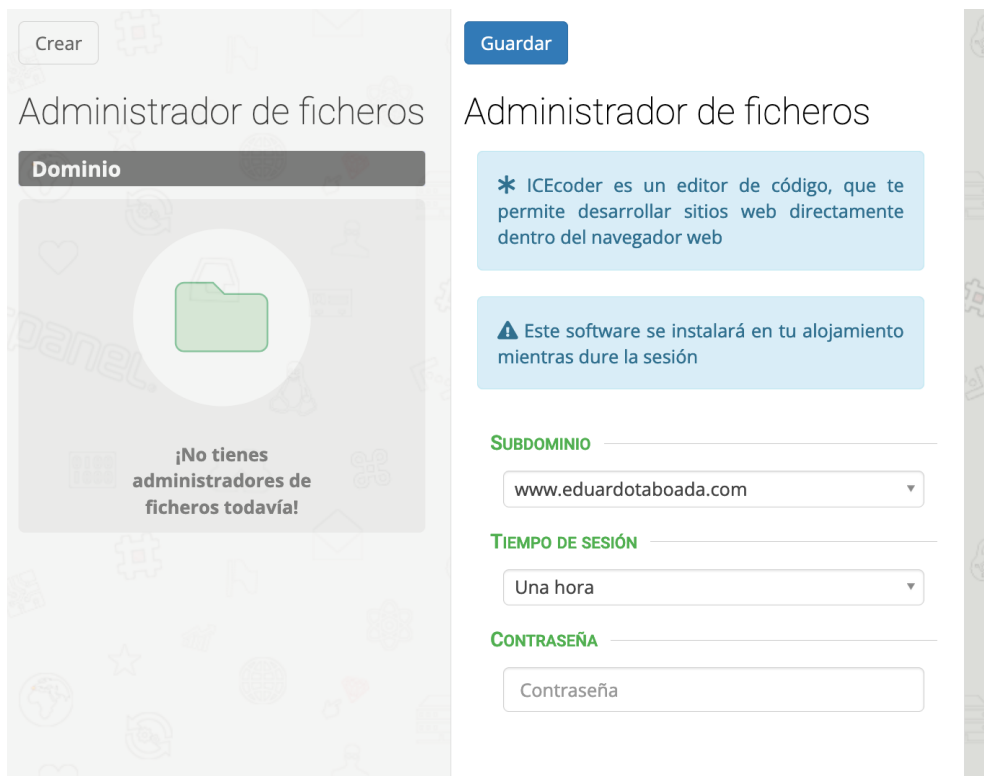 Crear
Administrador de ficheros
Dominio
panel.
¡No tienes
administradores de
ficheros todavía!
Guardar
Administrador de ficheros
ICEcoder es un editor de código, que te
permite desarrollar sitios web directamente
dentro del navegador web
Este software se instalará en tu alojamiento
mientras dure la sesión
SUBDOMINIO
www.eduardotaboada.com
TIEMPO DE SESIÓN
Una hora
CONTRASEÑA
Contraseña